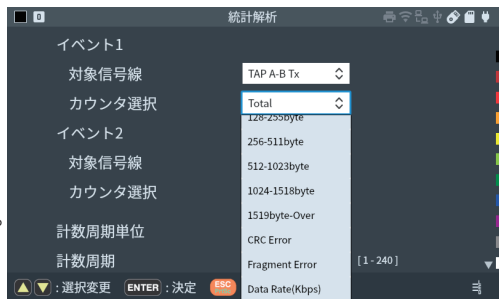 0 統計解析
イベント1
対象信号線 TAP A-B Tx
カウンタ選択 Total
128-255byte
イベント2
256-511byte
対象信号線 512-1023byte
カウンタ選択 1024-1518byte
1519byte-Over
計数周期単位 CRC Error
計数周期 Fragment Error [1-240]
:選択変更 ENTER :決定 ESC Data Rate(Kbps)